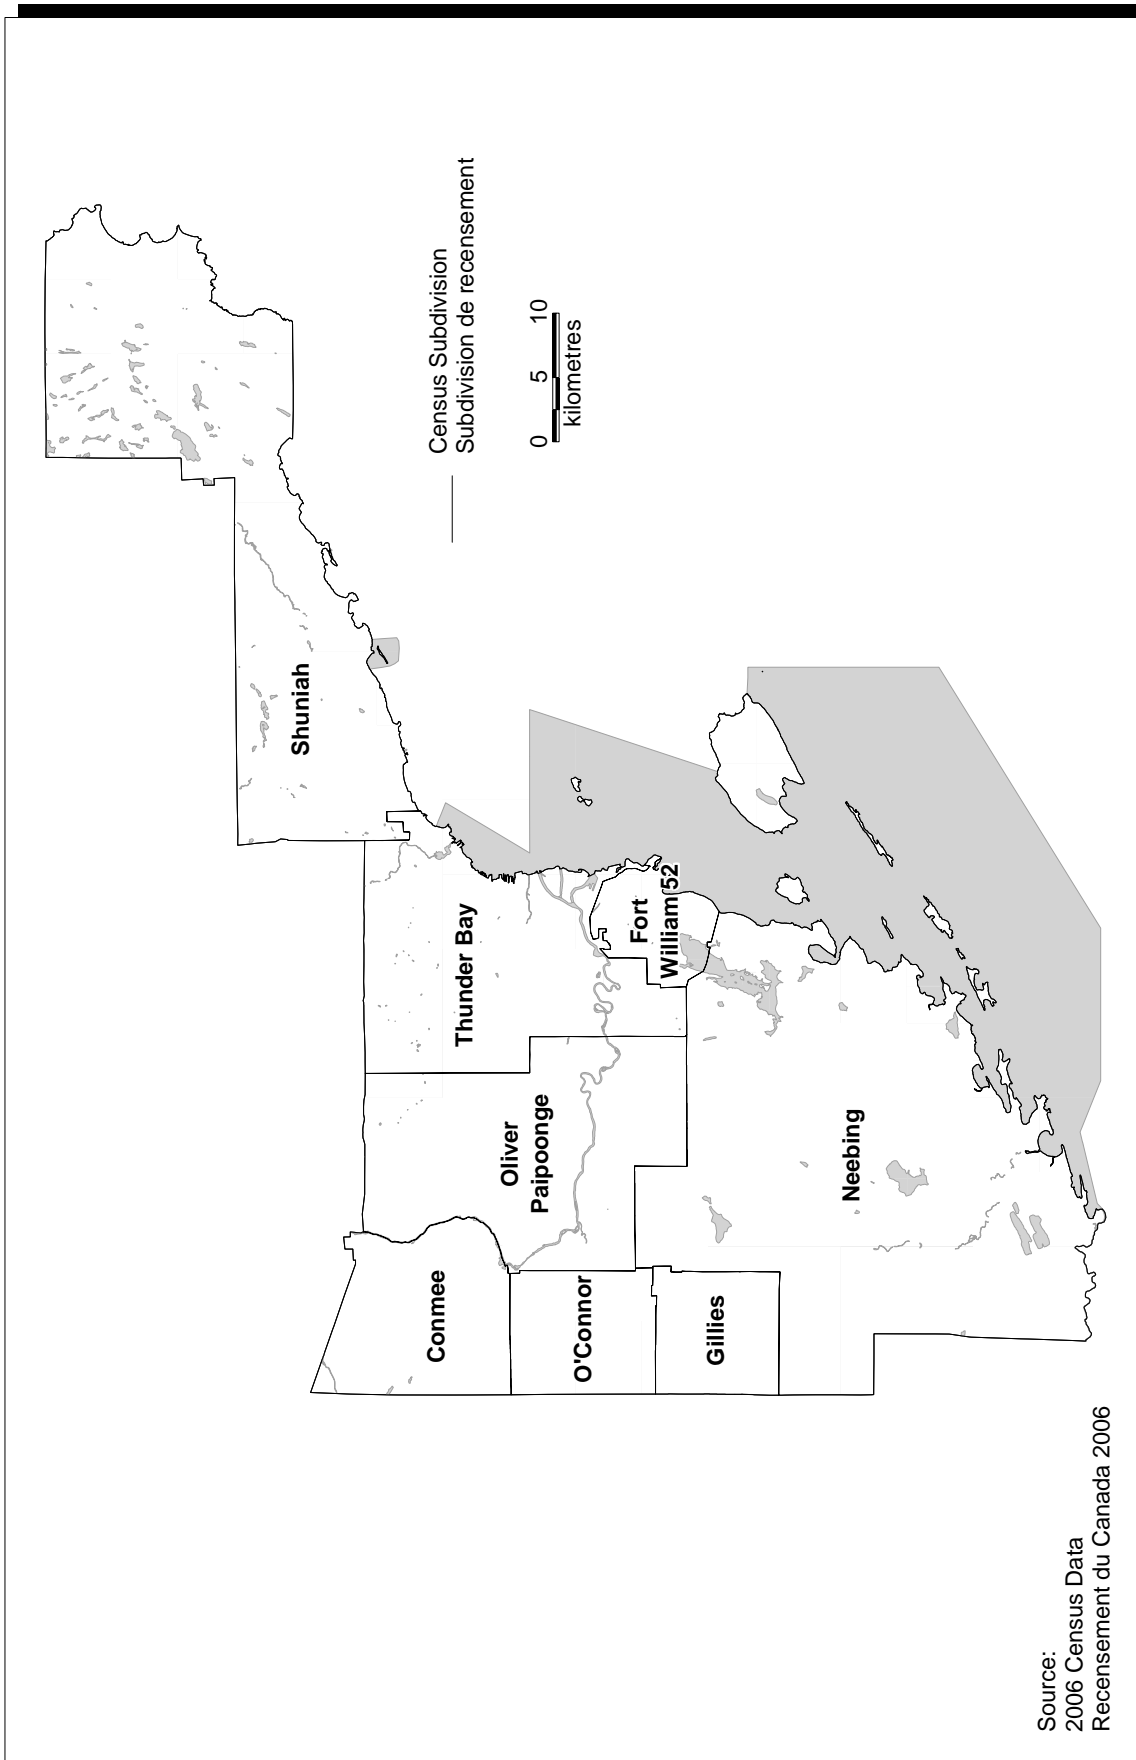 Census Subdivision
Subdivision de recensement
0 5 10
kilometres
Shuniah
Thunder Bay
Fort
William 52
Oliver
Paipoonge
Conmee
O'Connor
Gillies
Neebing
Source:
2006 Census Data
Recensement du Canada 2006